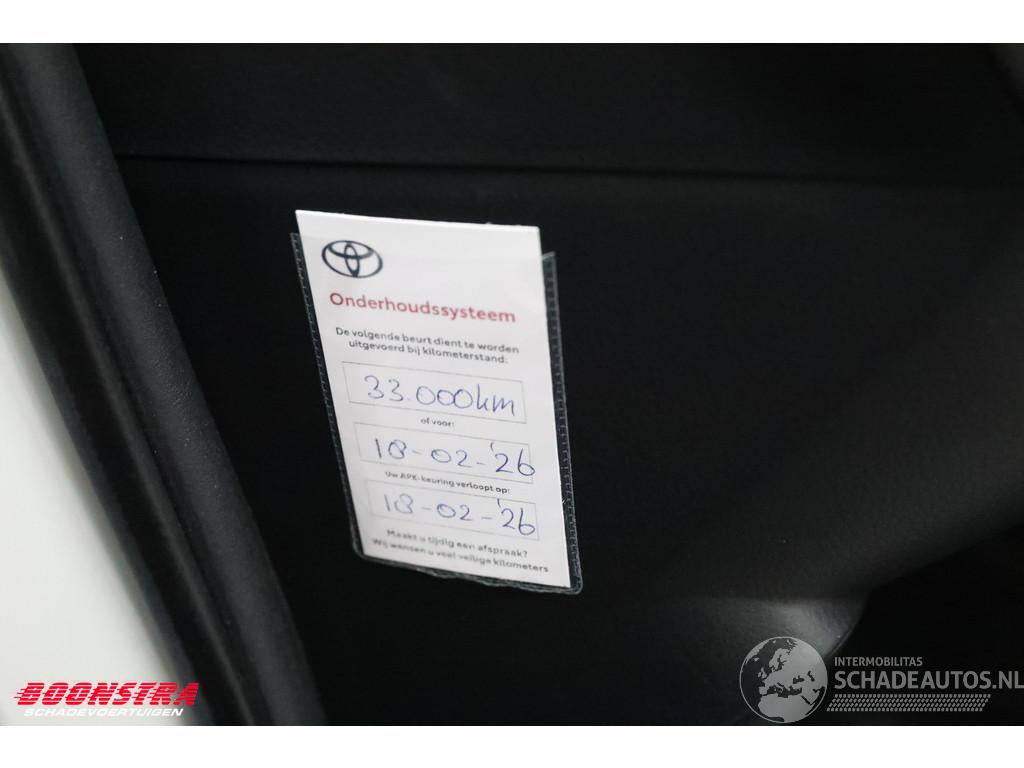 Onderhoudssysteem
De volgende beurt dient te worden
uitgevoerd bij kilometerstand:
33.000km
of voor:
18-02-'26
Uw APK-keuring verloopt op:
18-02-'26
Maakt u tijdig een afspraak?
Wij wensen u veel veilige kilometers
BOONSTRA
SCHADEVOERTUIGEN
INTERMOBILITAS
SCHADEAUTOS.NL